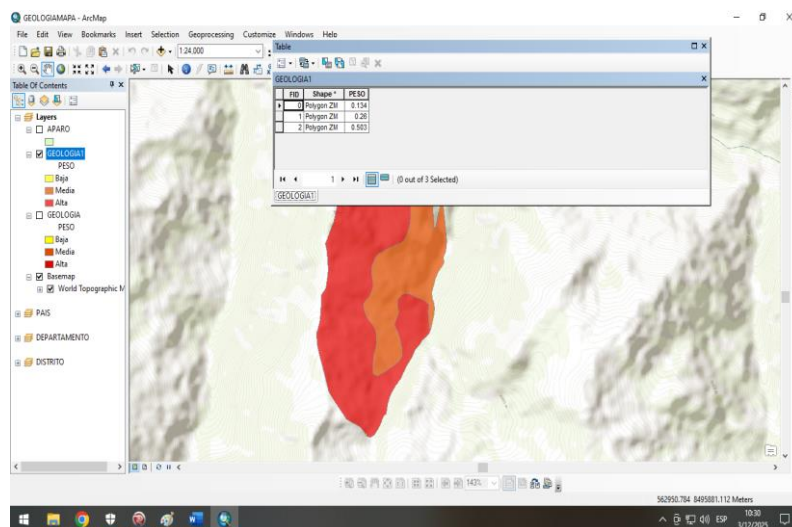 GEOLOGIAMAPA - ArcMap
File Edit View Bookmarks Insert Selection Geoprocessing Customize Windows Help
1:24,000
Table
Table Of Contents
GEOLOGIA1
FID Shape * PESO
0 Polygon ZM 0.134
1 Polygon ZM 0.26
2 Polygon ZM 0.503
1
(0 out of 3 Selected)
GEOLOGIA1
Layers
APARO
GEOLOGIA1
PESO
Baja
Media
Alta
GEOLOGIA
PESO
Baja
Media
Alta
Basemap
World Topographic M
PAIS
DEPARTAMENTO
DISTRITO
143%
562950.784 8495881.112 Meters
ESP
10:30